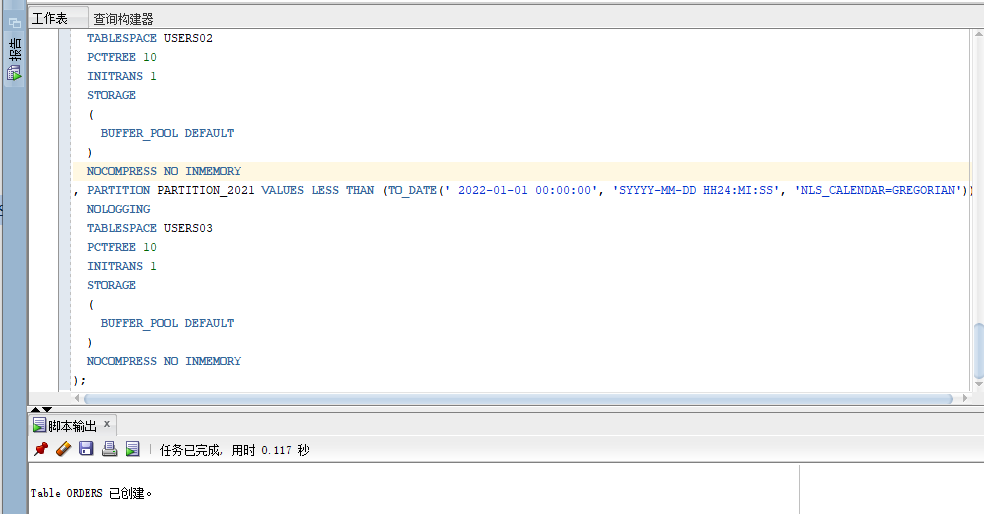 工作表 查询构建器
报告
TABLESPACE USERS02
PCTFREE 10
INITRANS 1
STORAGE
(
BUFFER_POOL DEFAULT
)
NOCOMPRESS NO INMEMORY
, PARTITION PARTITION_2021 VALUES LESS THAN (TO_DATE(' 2022-01-01 00:00:00', 'SYYYY-MM-DD HH24:MI:SS', 'NLS_CALENDAR=GREGORIAN'))
NOLOGGING
TABLESPACE USERS03
PCTFREE 10
INITRANS 1
STORAGE
(
BUFFER_POOL DEFAULT
)
NOCOMPRESS NO INMEMORY
);
脚本输出 x
任务已完成, 用时 0.117 秒
Table ORDERS 已创建。